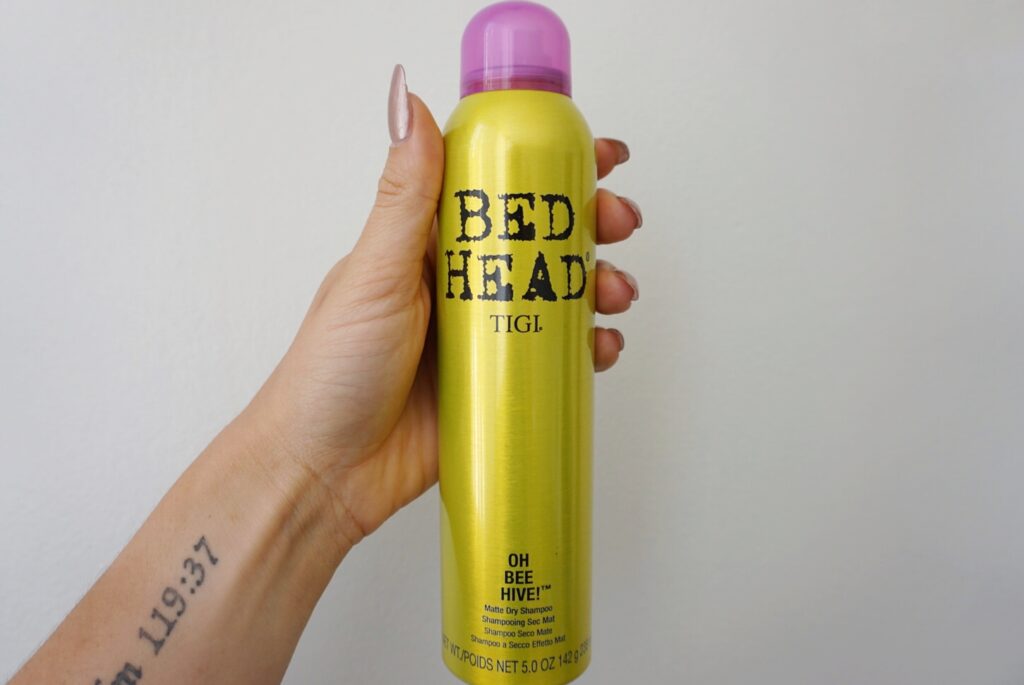 BED
HEAD®
TIGI®
OH
BEE
HIVE!™
Matte Dry Shampoo
Shampooing Sec Mat
Shampoo Seco Mate
Shampoo a Secco Effetto Mat
WT./POIDS NET 5.0 OZ 142 g
119:37